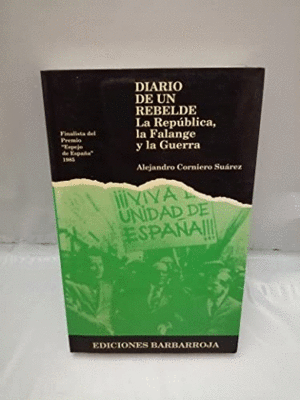 DIARIO
DE UN
REBELDE
La República,
la Falange
y la Guerra
Finalista del
Premio
"Espejo
de España"
1985
Alejandro Corniero Suárez
¡¡¡VIVA L
UNIDAD DE
ESPAÑA!!!
EDICIONES BARBARROJA